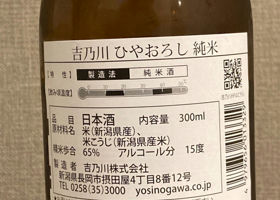 吉乃川 ひやおろし 純米
【特性】 製造法 純米酒
品目 日本酒 内容量 300ml
原材料名 米(新潟県産)、
米こうじ(新潟県産米)
精米歩合 65% アルコール分 15度
製造者 吉乃川株式会社
新潟県長岡市摂田屋4丁目8番12号
TEL 0258(35)3000 yosinogawa.co.jp